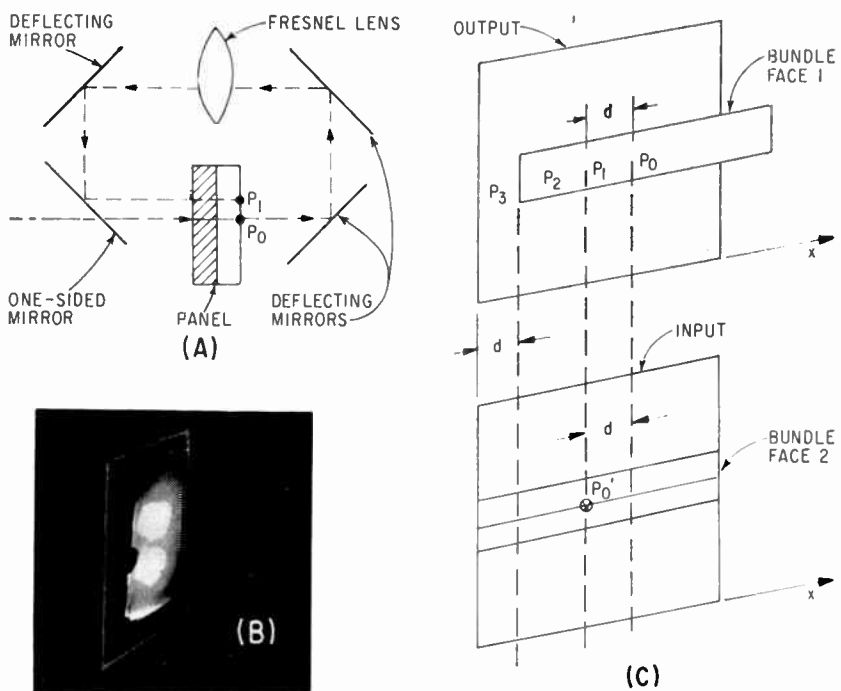 DEFLECTING
MIRROR
FRESNEL LENS
P1
P0
ONE-SIDED
MIRROR
PANEL
DEFLECTING
MIRRORS
(A)
(B)
OUTPUT
BUNDLE
FACE 1
d
P3
P2
P1
P0
x
d
INPUT
d
BUNDLE
FACE 2
P0'
x
(C)